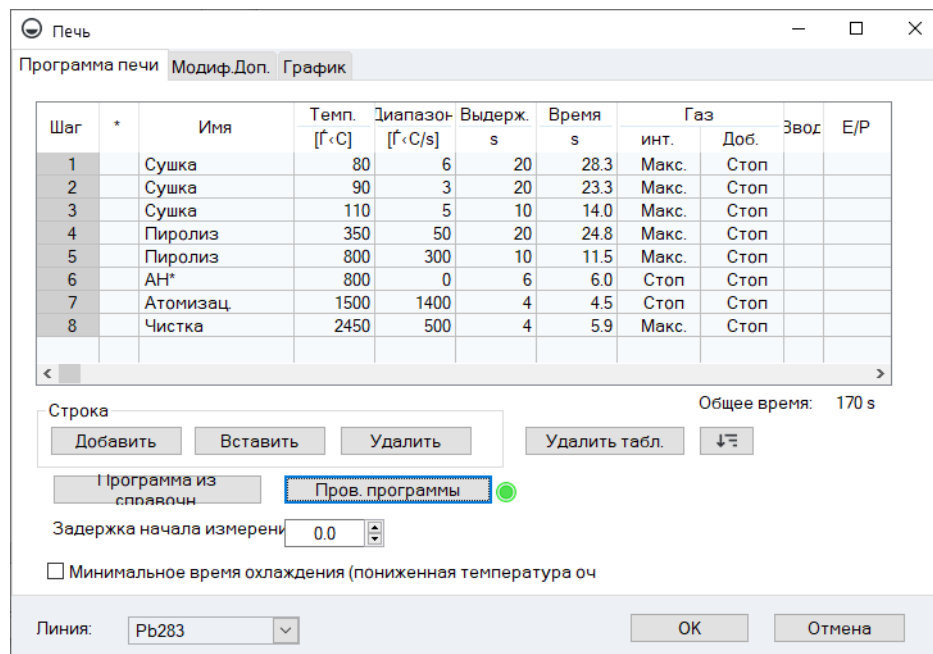 Печь
Программа печи Модиф.Доп. График
Шаг * Имя Темп. Диапазон Выдерж. Время Газ Ввод E/P
[Ѓ‹C] [Ѓ‹C/s] s s инт. Доб.
1 Сушка 80 6 20 28.3 Макс. Стоп
2 Сушка 90 3 20 23.3 Макс. Стоп
3 Сушка 110 5 10 14.0 Макс. Стоп
4 Пиролиз 350 50 20 24.8 Макс. Стоп
5 Пиролиз 800 300 10 11.5 Макс. Стоп
6 АН* 800 0 6 6.0 Стоп Стоп
7 Атомизац. 1500 1400 4 4.5 Стоп Стоп
8 Чистка 2450 500 4 5.9 Макс. Стоп
Общее время: 170 s
Строка
Добавить Вставить Удалить Удалить табл.
Программа из
справочн
Пров. программы
Задержка начала измерени 0.0
Минимальное время охлаждения (пониженная температура оч
Линия: Pb283 OK Отмена